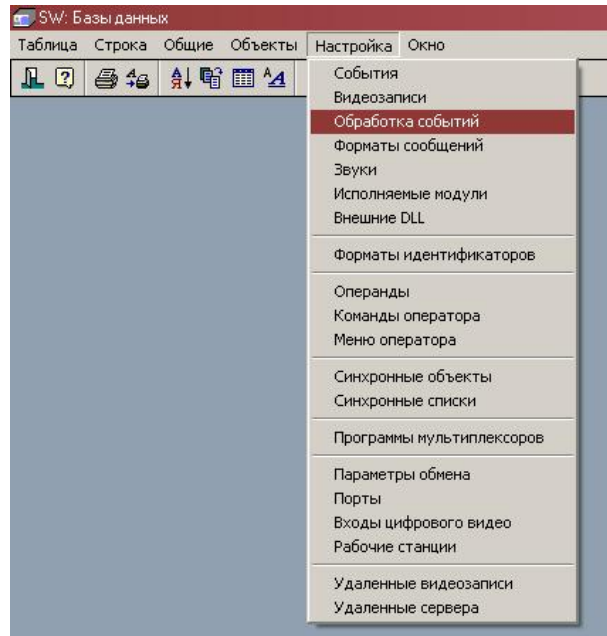 SW: Базы данных
Таблица Строка Общие Объекты Настройка Окно
События
Видеозаписи
Обработка событий
Форматы сообщений
Звуки
Исполняемые модули
Внешние DLL
Форматы идентификаторов
Операнды
Команды оператора
Меню оператора
Синхронные объекты
Синхронные списки
Программы мультиплексоров
Параметры обмена
Порты
Входы цифрового видео
Рабочие станции
Удаленные видеозаписи
Удаленные сервера